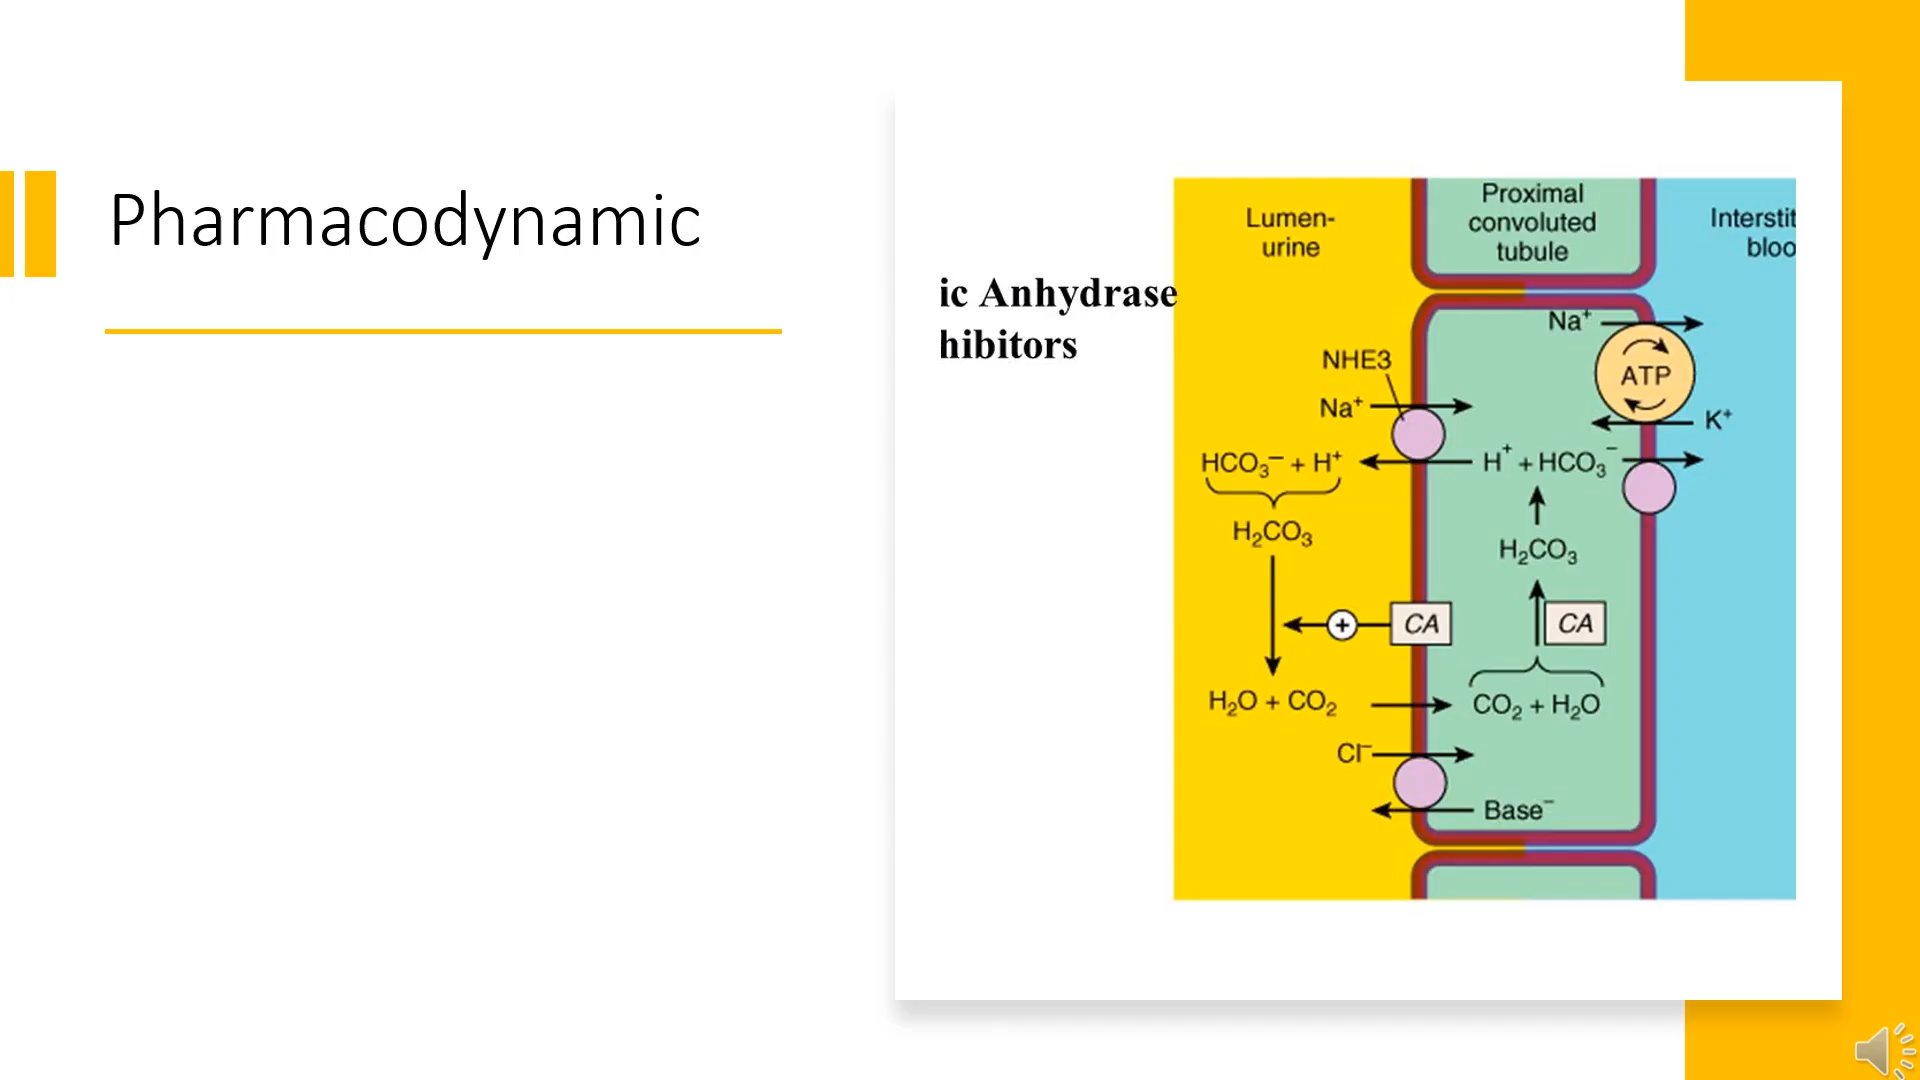 Pharmacodynamic
ic Anhydrase
hibitors
Lumen-
urine
Proximal
convoluted
tubule
Interstit
bloo
Na⁺
ATP
K⁺
NHE3
Na⁺
HCO₃⁻ + H⁺
H⁺ + HCO₃⁻
H₂CO₃
H₂CO₃
+
CA
CA
H₂O + CO₂
CO₂ + H₂O
Cl⁻
Base⁻